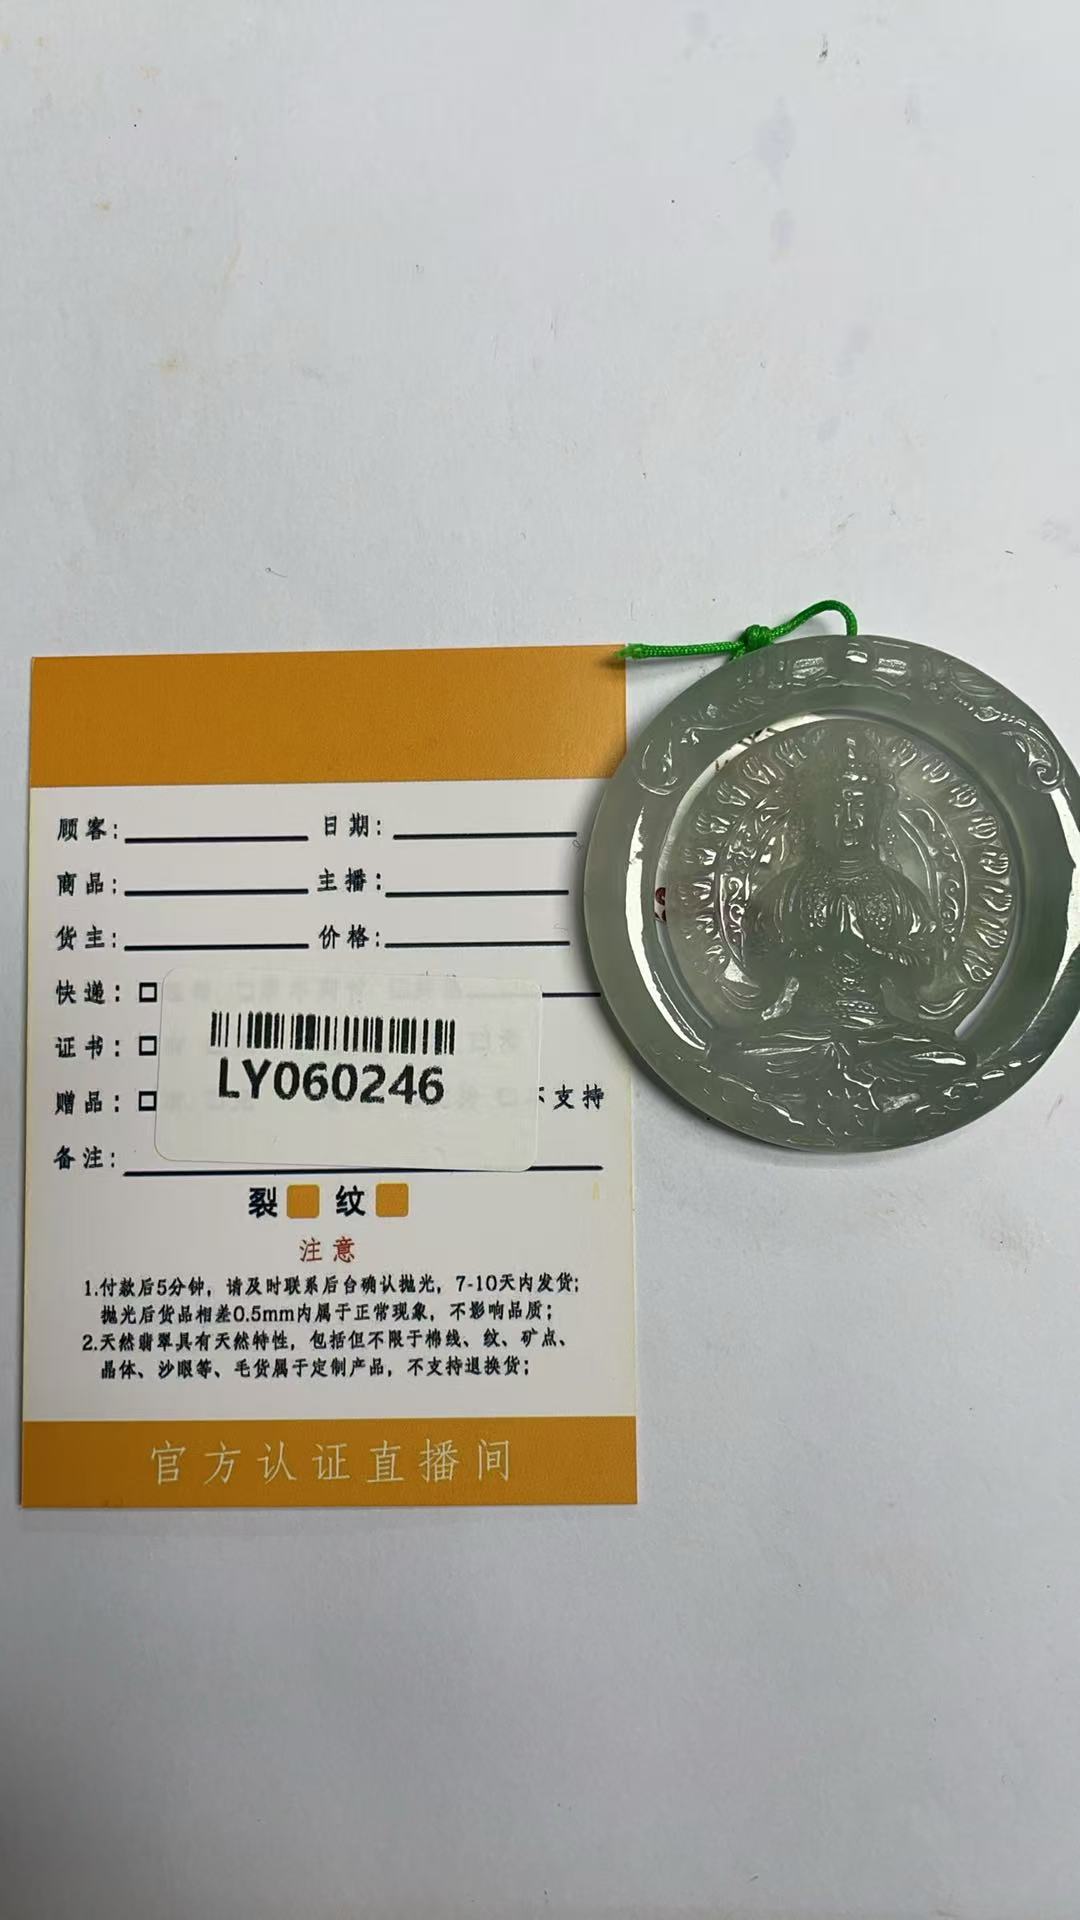 顾客： 日期：
商品： 主播：
货主： 价格：
快递：
证书：
LY060246
赠品： 不支持
备注：
裂 纹
注意
1.付款后5分钟，请及时联系后台确认抛光，7-10天内发货；
抛光后货品相差0.5mm内属于正常现象，不影响品质；
2.天然翡翠具有天然特性，包括但不限于棉线、纹、矿点、
晶体、沙眼等、毛货属于定制产品，不支持退换货；
官方认证直播间